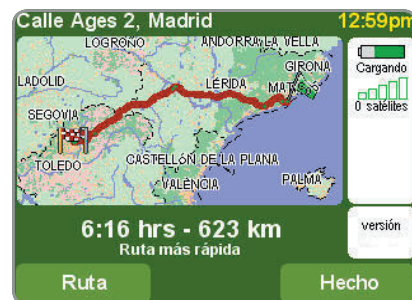 Calle Ages 2, Madrid 12:59pm
LOGROÑO ANDORRA LA VELLA
GIRONA
LADOLID
LÉRIDA
SEGOVIA
TOLEDO
CASTELLóN DE LA PLANA
VALENCIA
PALMA
Cargando
0 satélites
6:16 hrs - 623 km
Ruta más rápida
versión
Ruta
Hecho